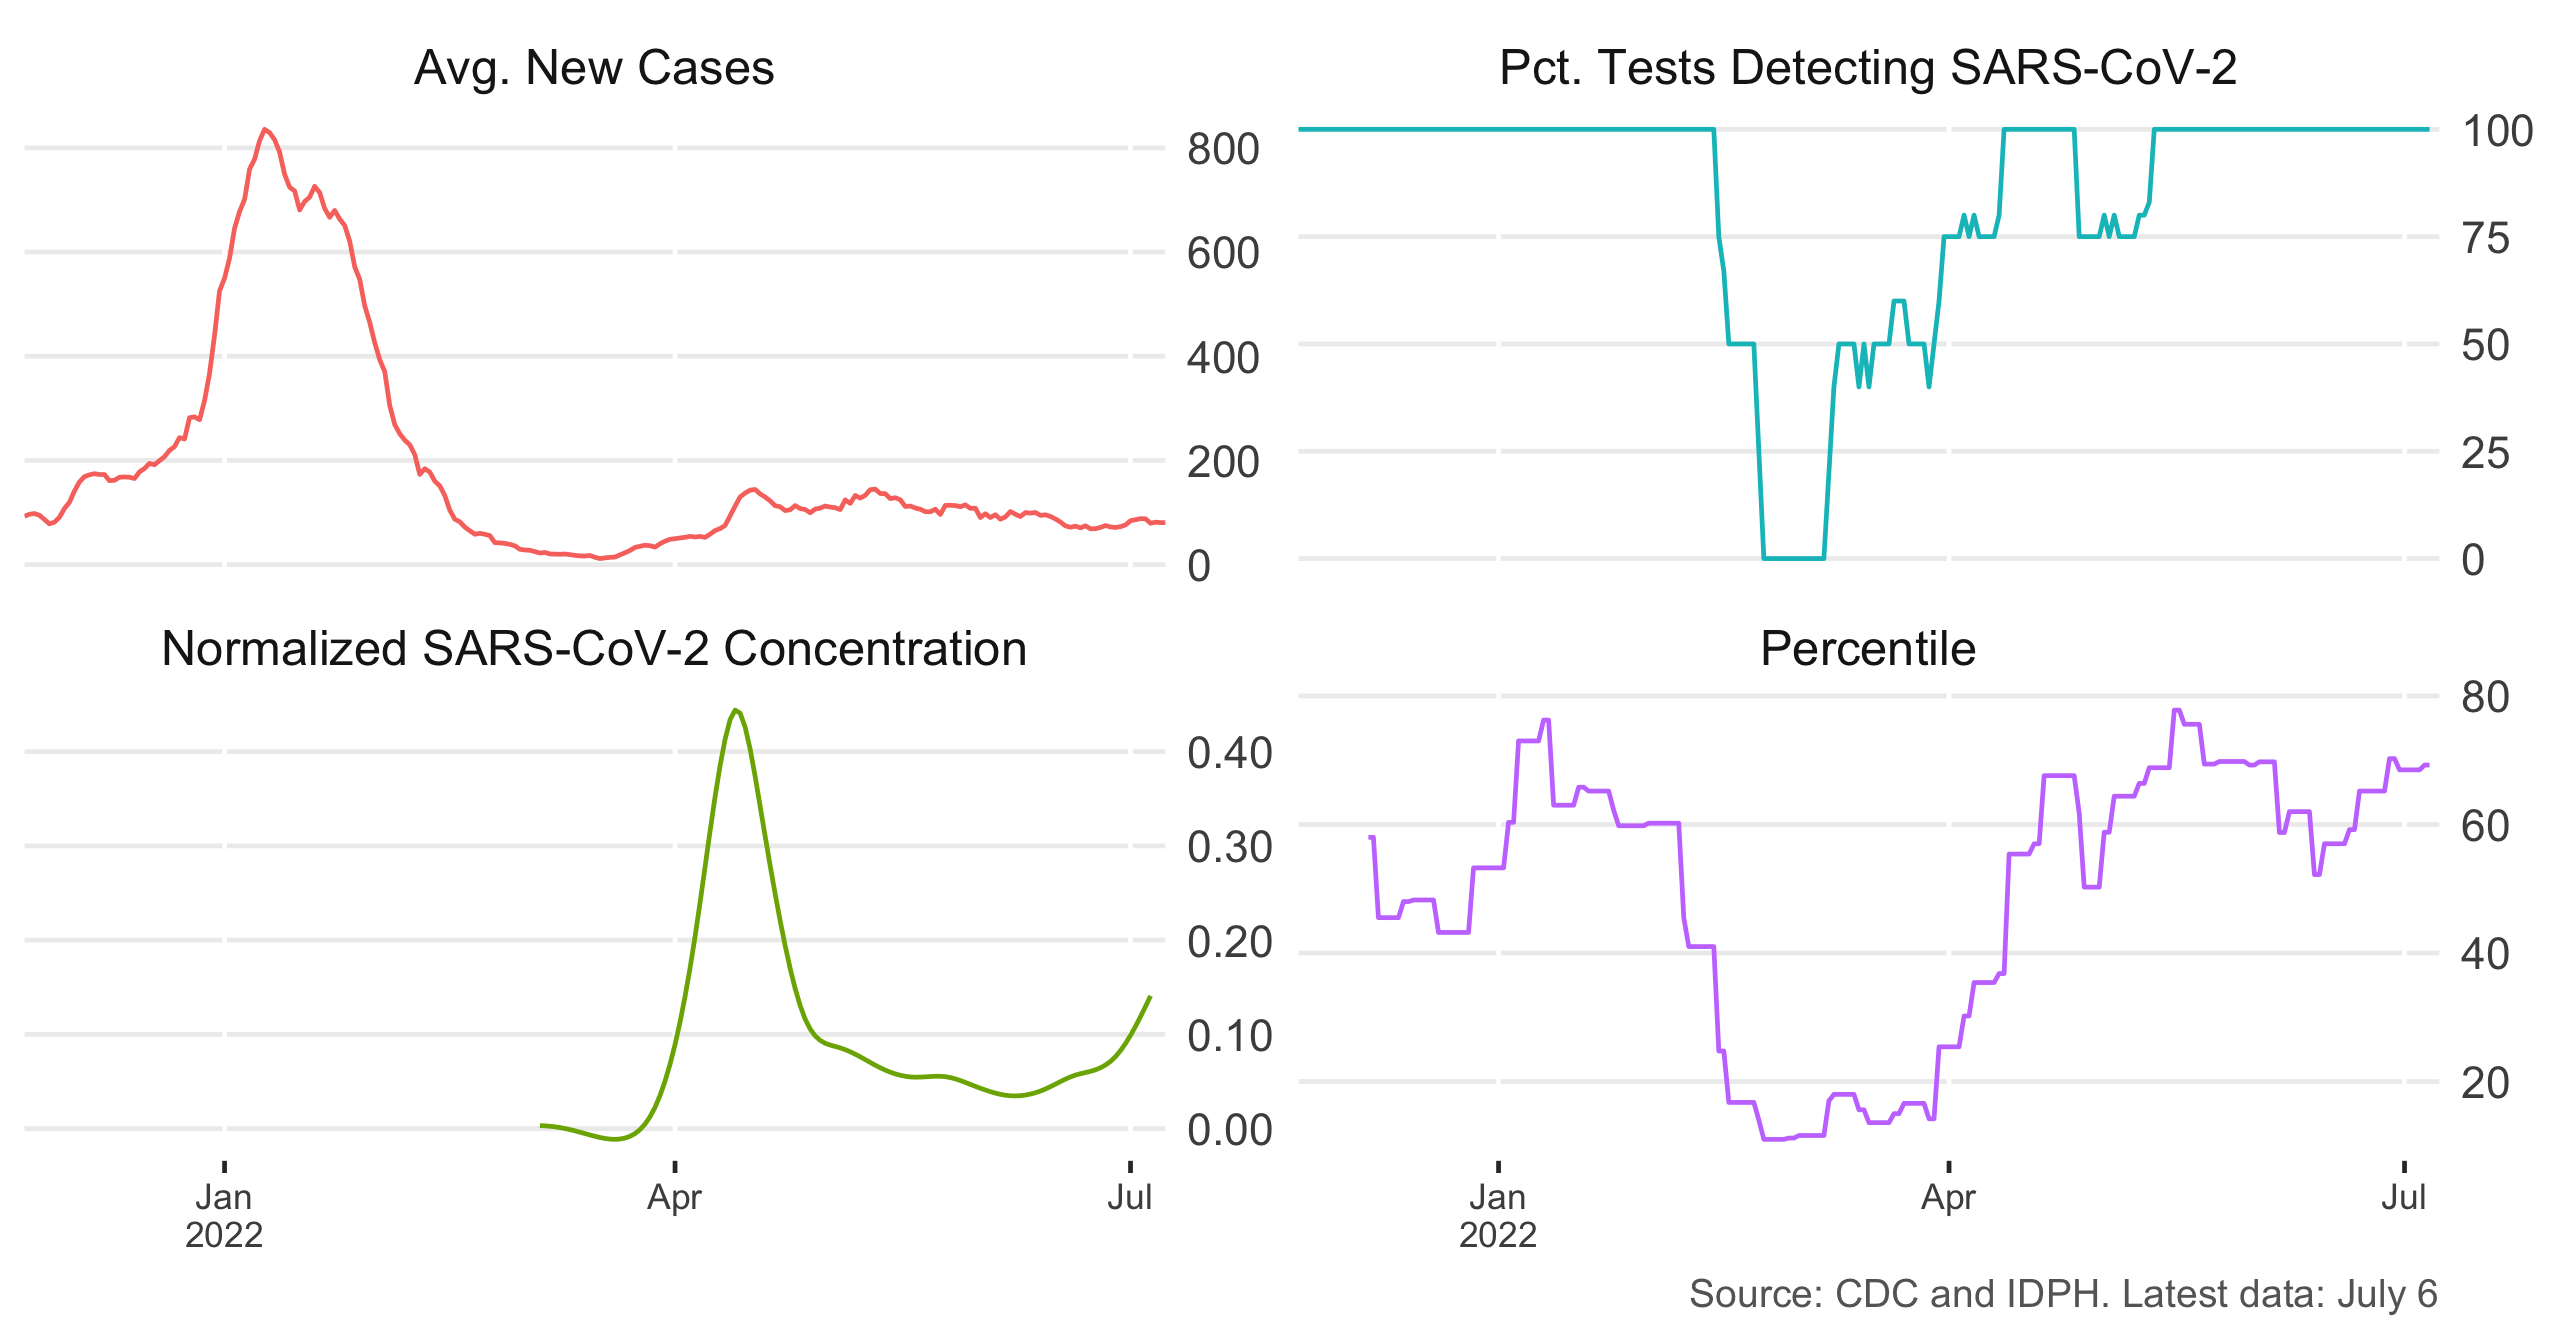 Avg. New Cases
800
600
400
200
0
Pct. Tests Detecting SARS-CoV-2
100
75
50
25
0
Normalized SARS-CoV-2 Concentration
0.40
0.30
0.20
0.10
0.00
Jan
2022
Apr
Jul
Percentile
80
60
40
20
Jan
2022
Apr
Jul
Source: CDC and IDPH. Latest data: July 6